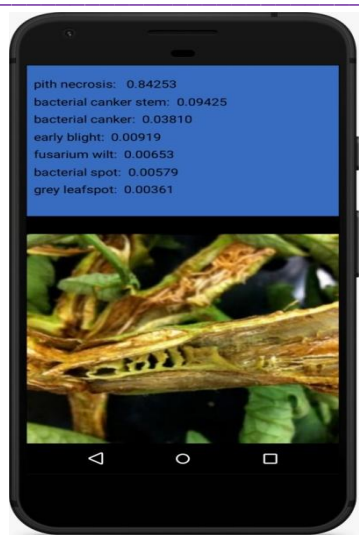 pith necrosis: 0.84253
bacterial canker stem: 0.09425
bacterial canker: 0.03810
early blight: 0.00919
fusarium wilt: 0.00653
bacterial spot: 0.00579
grey leafspot: 0.00361